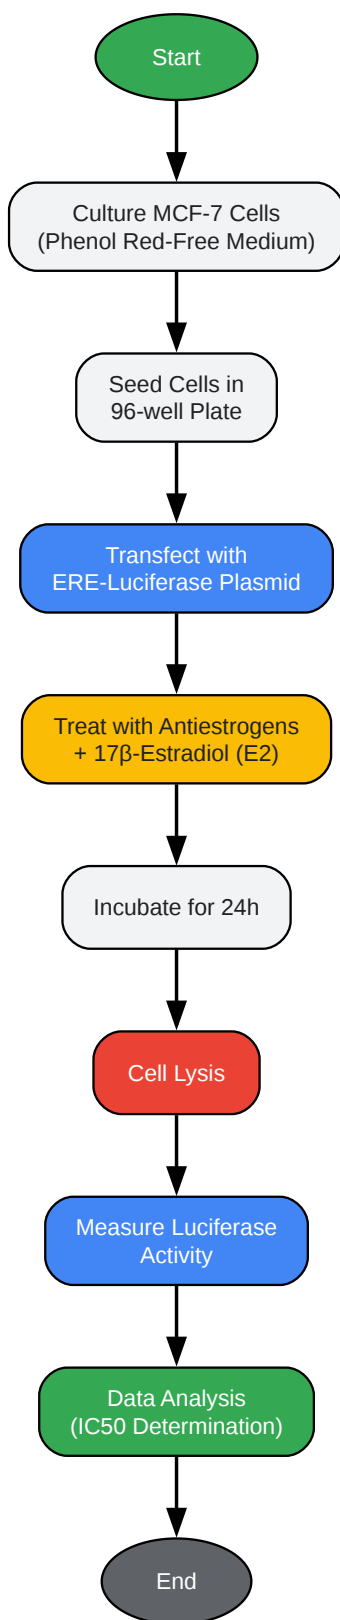 Start
Culture MCF-7 Cells
(Phenol Red-Free Medium)
Seed Cells in
96-well Plate
Transfect with
ERE-Luciferase Plasmid
Treat with Antiestrogens
+ 17β-Estradiol (E2)
Incubate for 24h
Cell Lysis
Measure Luciferase
Activity
Data Analysis
(IC50 Determination)
End